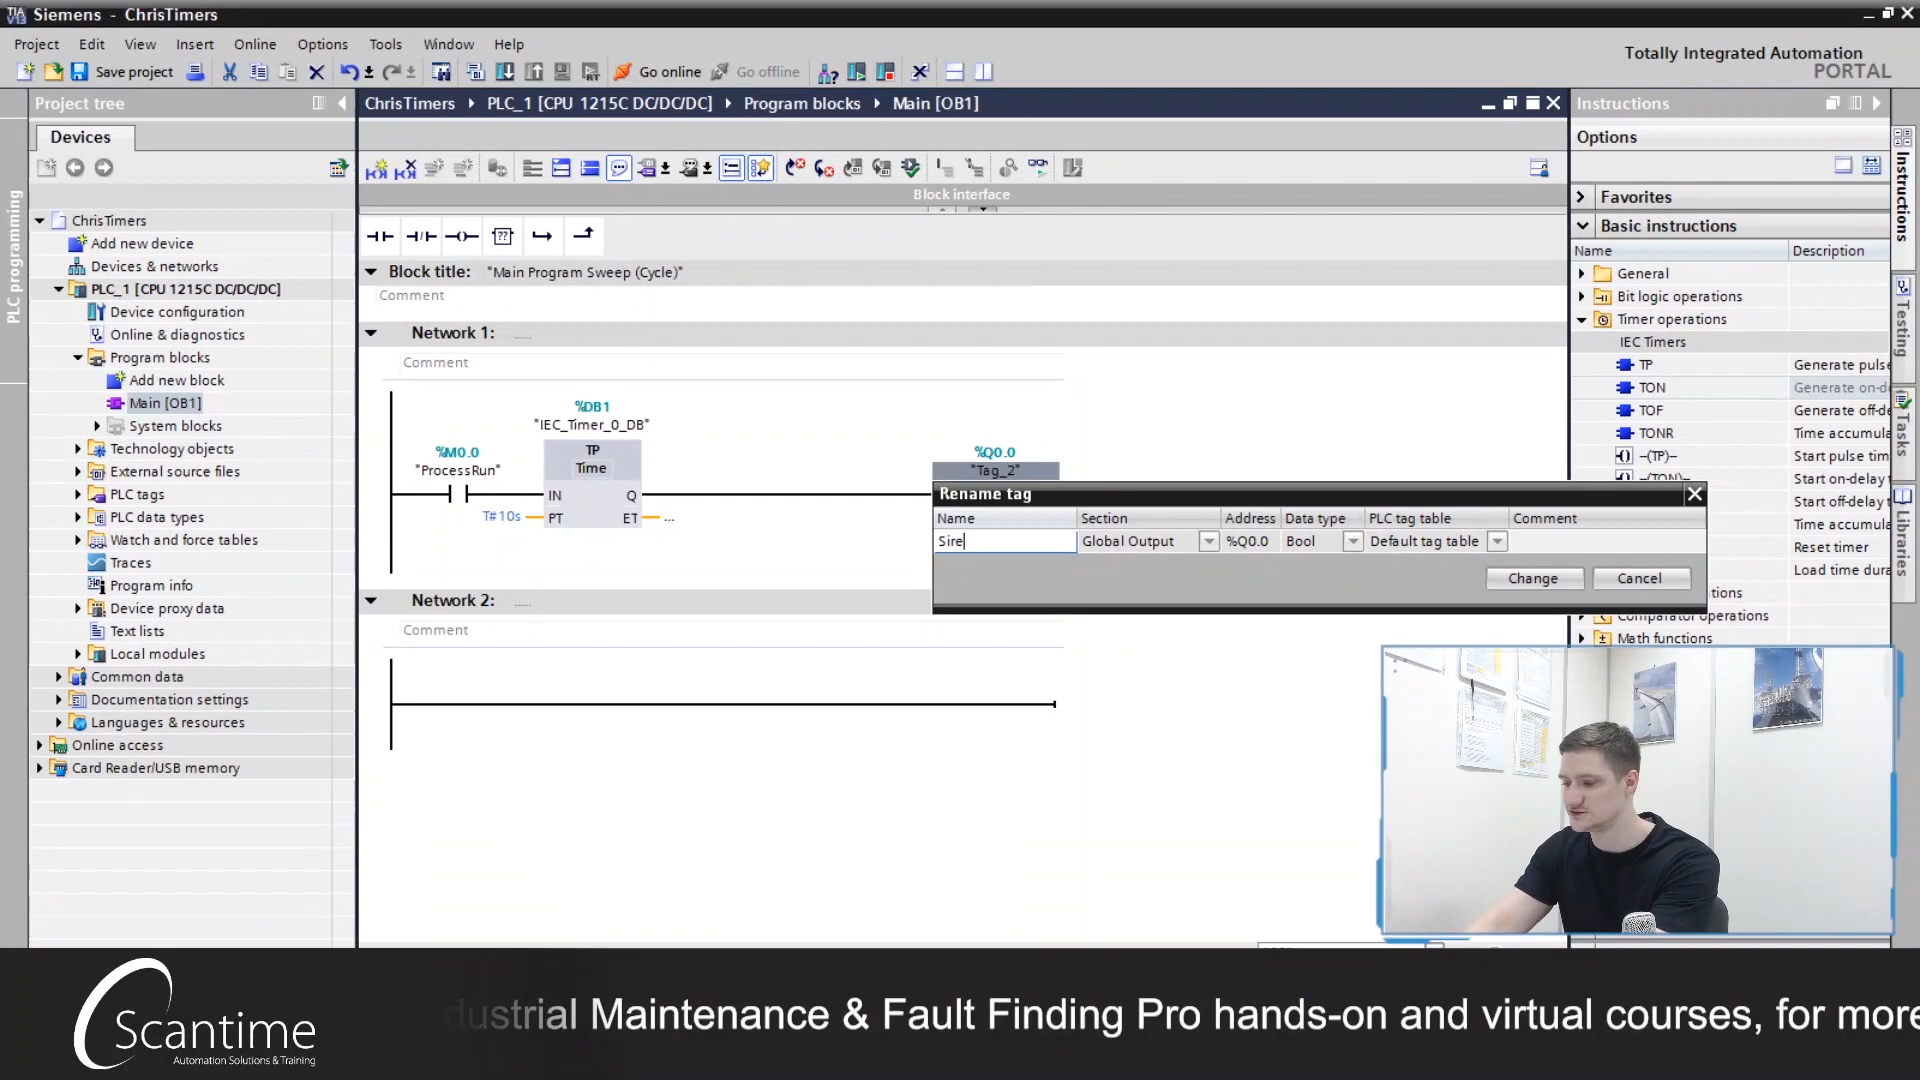 Siemens - ChrisTimers
Project Edit View Insert Online Options Tools Window Help
Totally Integrated Automation
PORTAL
Save project
Go online
Go offline
Project tree
ChrisTimers PLC_1 [CPU 1215C DC/DC/DC] Program blocks Main [OB1]
Instructions
Devices
Options
PLC programming
Block interface
Favorites
Basic instructions
Name Description
ChrisTimers
Add new device
Devices & networks
PLC_1 [CPU 1215C DC/DC/DC]
Device configuration
Online & diagnostics
Program blocks
Add new block
Main [OB1]
System blocks
Technology objects
External source files
PLC tags
PLC data types
Watch and force tables
Traces
Program info
Device proxy data
Text lists
Local modules
Common data
Documentation settings
Languages & resources
Online access
Card Reader/USB memory
Block title: "Main Program Sweep (Cycle)"
Comment
Network 1: .....
Comment
%DB1
"IEC_Timer_0_DB"
%M0.0
"ProcessRun"
TP
Time
IN Q
T#10s PT ET ...
%Q0.0
"Tag_2"
Rename tag
Name Section Address Data type PLC tag table Comment
Sire Global Output %Q0.0 Bool Default tag table
Change Cancel
Network 2: .....
Comment
General
Bit logic operations
Timer operations
IEC Timers
TP Generate puls
TON Generate on-d
TOF Generate off-d
TONR Time accumula
-(TP)- Start pulse tim
-(TON)- Start on-delay
Start off-delay
Time accumula
Reset timer
Load time dura
tions
Comparator operations
Math functions
Instructions
Testing
Tasks
Libraries
Scantime
Automation Solutions & Training
dustrial Maintenance & Fault Finding Pro hands-on and virtual courses, for more